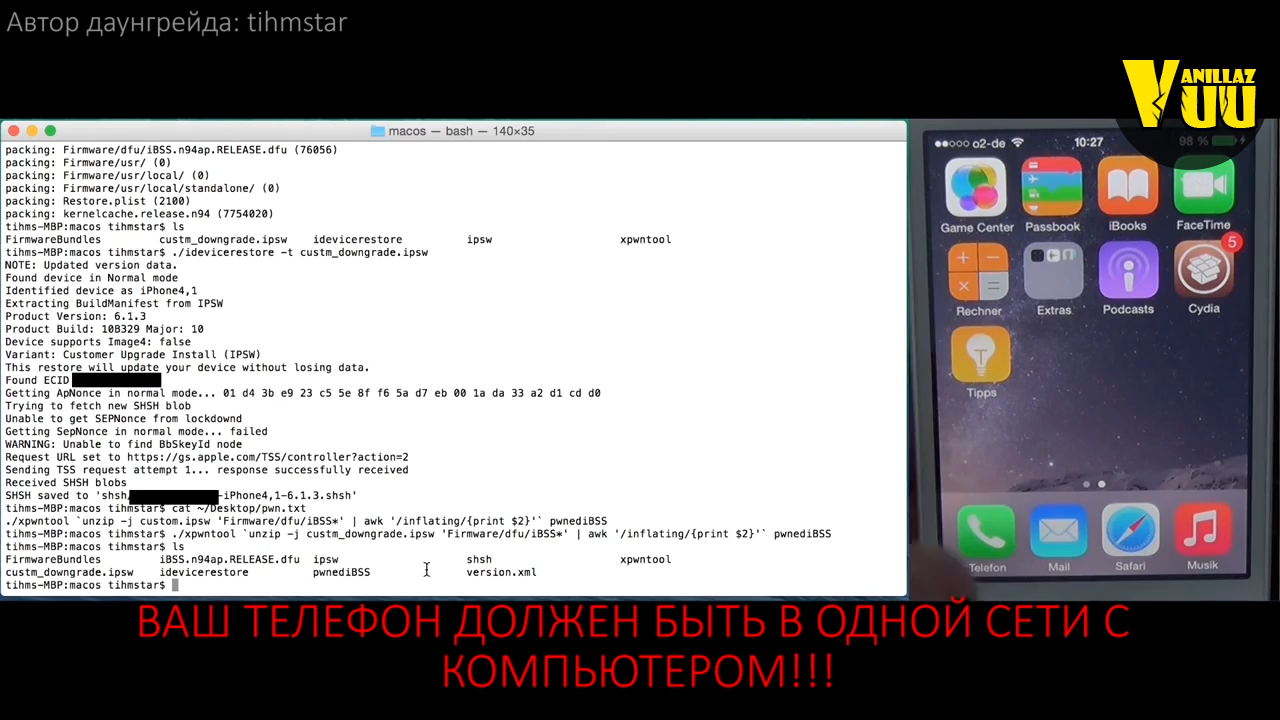 Автор даунгрейда: tihmstar
VANILLAZ
VUU
macos — bash — 140×35
packing: Firmware/dfu/iBSS.n94ap.RELEASE.dfu (76056)
packing: Firmware/usr/ (0)
packing: Firmware/usr/local/ (0)
packing: Firmware/usr/local/standalone/ (0)
packing: Restore.plist (2100)
packing: kernelcache.release.n94 (7754020)
tihms-MBP:macos tihmstar$ ls
FirmwareBundles custm_downgrade.ipsw idevicerestore ipsw xpwntool
tihms-MBP:macos tihmstar$ ./idevicerestore -t custm_downgrade.ipsw
NOTE: Updated version data.
Found device in Normal mode
Identified device as iPhone4,1
Extracting BuildManifest from IPSW
Product Version: 6.1.3
Product Build: 10B329 Major: 10
Device supports Image4: false
Variant: Customer Upgrade Install (IPSW)
This restore will update your device without losing data.
Found ECID
Getting ApNonce in normal mode... 01 d4 3b e9 23 c5 5e 8f f6 5a d7 eb 00 1a da 33 a2 d1 cd d0
Trying to fetch new SHSH blob
Unable to get SEPNonce from lockdownd
Getting SepNonce in normal mode... failed
WARNING: Unable to find BbSkeyId node
Request URL set to https://gs.apple.com/TSS/controller?action=2
Sending TSS request attempt 1... response successfully received
Received SHSH blobs
SHSH saved to 'shsh/ -iPhone4,1-6.1.3.shsh'
tihms-MBP:macos tihmstar$ cat ~/Desktop/pwn.txt
./xpwntool `unzip -j custom.ipsw 'Firmware/dfu/iBSS*' | awk '/inflating/{print $2}'` pwnediBSS
tihms-MBP:macos tihmstar$ ./xpwntool `unzip -j custm_downgrade.ipsw 'Firmware/dfu/iBSS*' | awk '/inflating/{print $2}'` pwnediBSS
tihms-MBP:macos tihmstar$ ls
FirmwareBundles iBSS.n94ap.RELEASE.dfu ipsw shsh xpwntool
custm_downgrade.ipsw idevicerestore pwnediBSS version.xml
tihms-MBP:macos tihmstar$
o2-de 10:27 98 %
Game Center Passbook iBooks FaceTime
5
Rechner Extras Podcasts Cydia
Tipps
Telefon Mail Safari Musik
ВАШ ТЕЛЕФОН ДОЛЖЕН БЫТЬ В ОДНОЙ СЕТИ С
КОМПЬЮТЕРОМ!!!